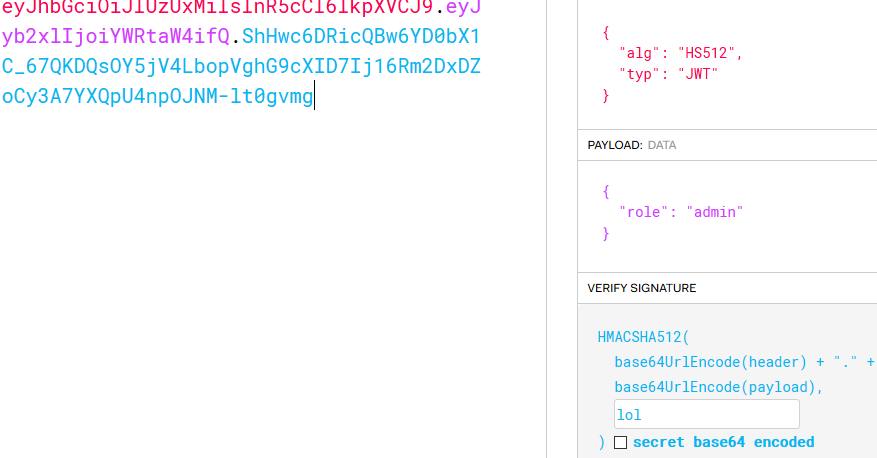 eyJhbGciOiJIUzUxMiIsInR5cCI6IkpXVCJ9.eyJ
yb2xlIjoiYWRtaW4ifQ.ShHwc6DRicQBw6YD0bX1
C_67QKDQsOY5jV4LbopVghG9cXID7Ij16Rm2DxDZ
oCy3A7YXQpU4npOJNM-lt0gvmg
{
"alg": "HS512",
"typ": "JWT"
}
PAYLOAD: DATA
{
"role": "admin"
}
VERIFY SIGNATURE
HMACSHA512(
base64UrlEncode(header) + "." +
base64UrlEncode(payload),
lol
) secret base64 encoded